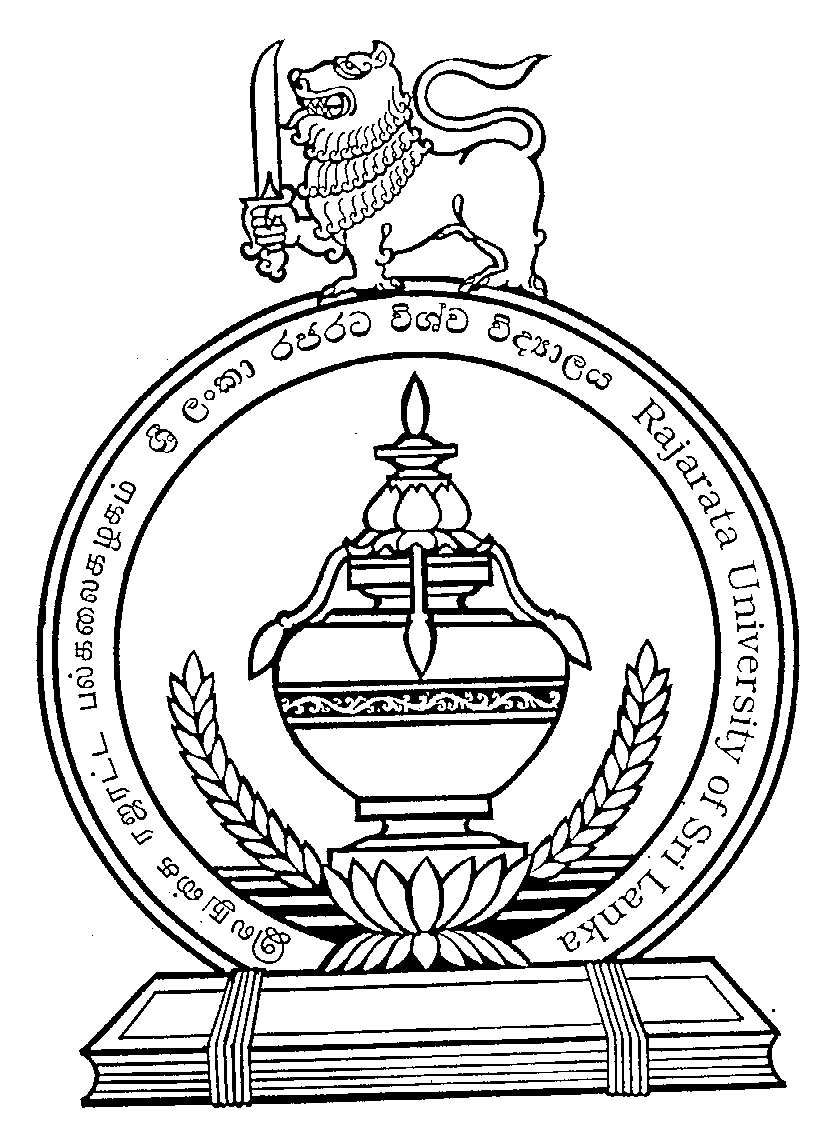 ශ්‍රී ලංකා රජරට විශ්ව විද්‍යාලය
Rajarata University of Sri Lanka
இலங்கை ரஜரட்ட பல்கலைகழகம்